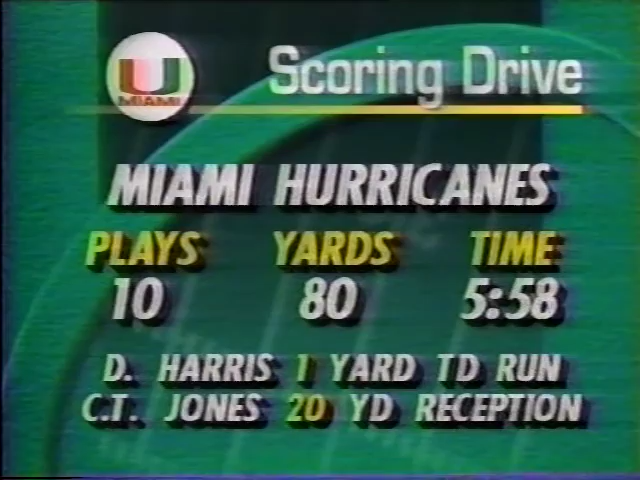 U
MIAMI
Scoring Drive
MIAMI HURRICANES
PLAYS YARDS TIME
10 80 5:58
D. HARRIS 1 YARD TD RUN
C.T. JONES 20 YD RECEPTION